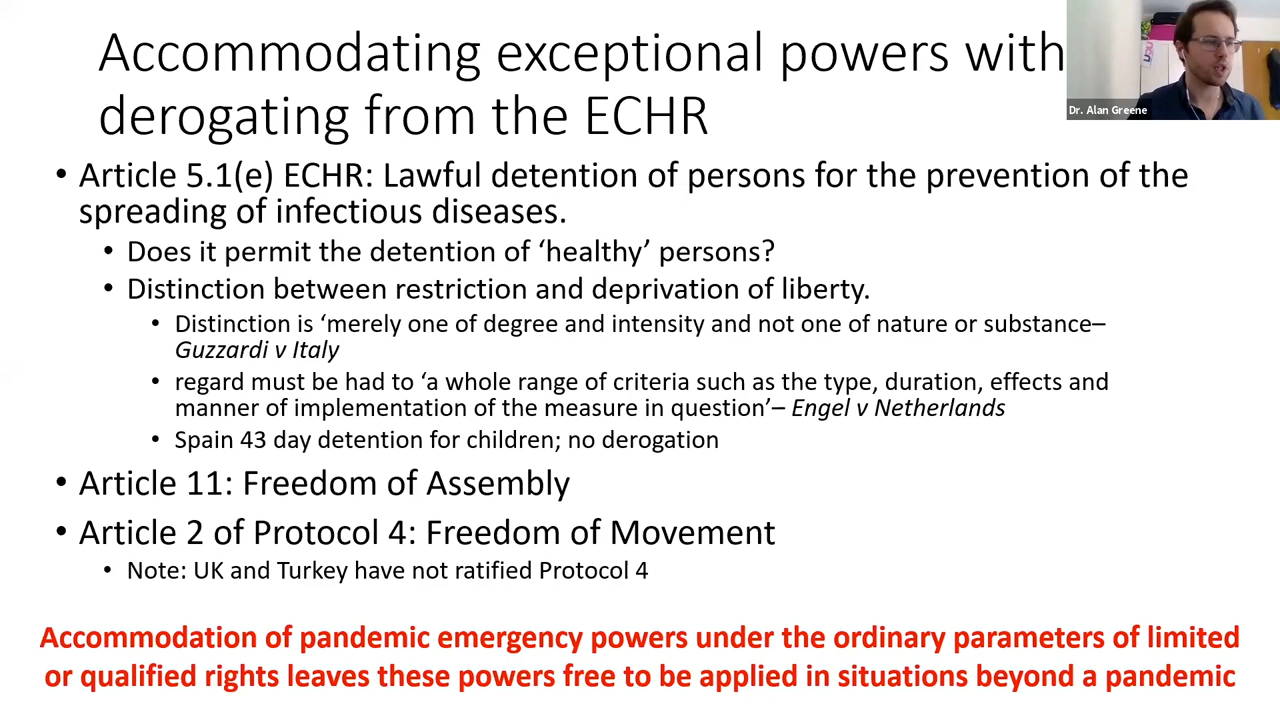 Accommodating exceptional powers with
derogating from the ECHR
Dr. Alan Greene
• Article 5.1(e) ECHR: Lawful detention of persons for the prevention of the
spreading of infectious diseases.
• Does it permit the detention of ‘healthy’ persons?
• Distinction between restriction and deprivation of liberty.
• Distinction is ‘merely one of degree and intensity and not one of nature or substance–
Guzzardi v Italy
• regard must be had to ‘a whole range of criteria such as the type, duration, effects and
manner of implementation of the measure in question’– Engel v Netherlands
• Spain 43 day detention for children; no derogation
• Article 11: Freedom of Assembly
• Article 2 of Protocol 4: Freedom of Movement
• Note: UK and Turkey have not ratified Protocol 4
Accommodation of pandemic emergency powers under the ordinary parameters of limited
or qualified rights leaves these powers free to be applied in situations beyond a pandemic